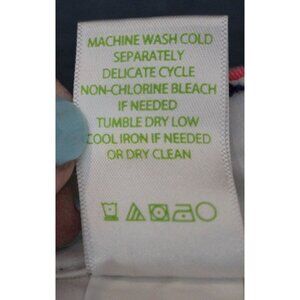 MACHINE WASH COLD
SEPARATELY
DELICATE CYCLE
NON-CHLORINE BLEACH
IF NEEDED
TUMBLE DRY LOW
COOL IRON IF NEEDED
OR DRY CLEAN